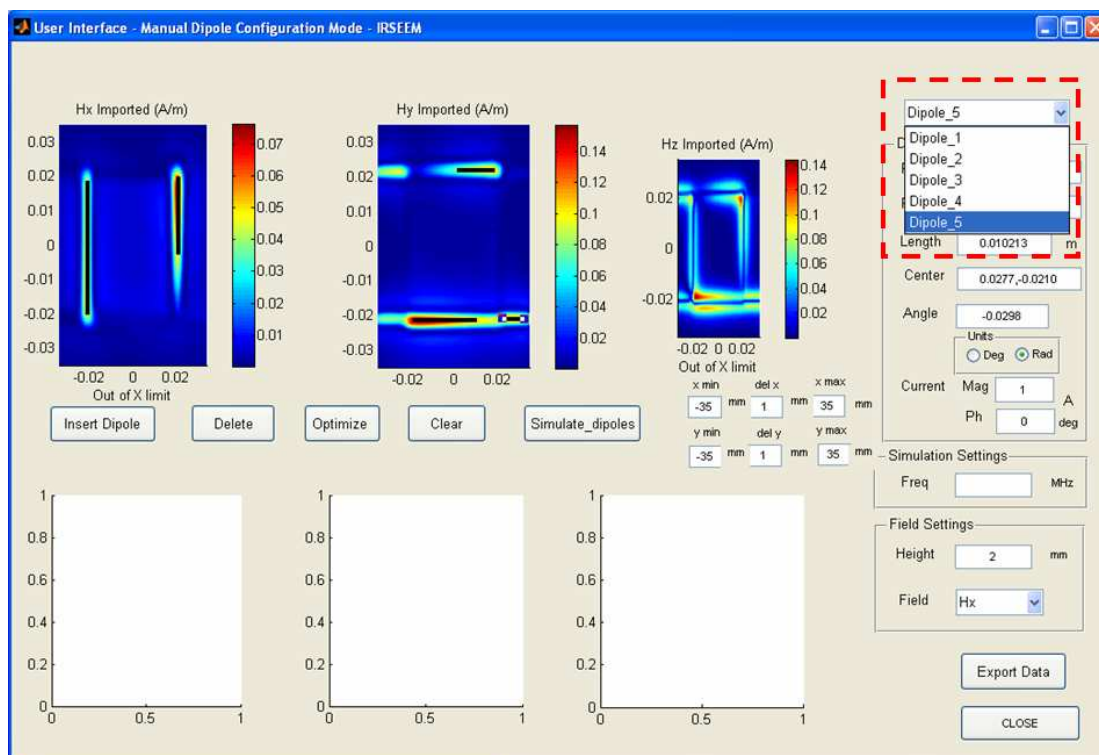 User Interface - Manual Dipole Configuration Mode - IRSEEM
Hx Imported (A/m)
0.03
0.02
0.01
0
-0.01
-0.02
-0.03
-0.02 0 0.02
Out of X limit
0.07
0.06
0.05
0.04
0.03
0.02
0.01
Hy Imported (A/m)
0.03
0.02
0.01
0
-0.01
-0.02
-0.03
-0.02 0 0.02
0.14
0.12
0.1
0.08
0.06
0.04
0.02
Hz Imported (A/m)
0.02
0
-0.02
-0.02 0 0.02
0.14
0.12
0.1
0.08
0.06
0.04
0.02
Dipole_5
Dipole_1
Dipole_2
Dipole_3
Dipole_4
Dipole_5
Length 0.010213 m
Center 0.0277,-0.0210
Angle -0.0298
Units
Deg Rad
Current Mag 1 A
Ph 0 deg
x min del x x max
-35 mm 1 mm 35 mm
y min del y y max
-35 mm 1 mm 35 mm
Insert Dipole Delete Optimize Clear Simulate_dipoles
Simulation Settings
Freq MHz
Field Settings
Height 2 mm
Field Hx
Export Data
CLOSE
1
0.8
0.6
0.4
0.2
0
0 0.5 1
1
0.8
0.6
0.4
0.2
0
0 0.5 1
1
0.8
0.6
0.4
0.2
0
0 0.5 1